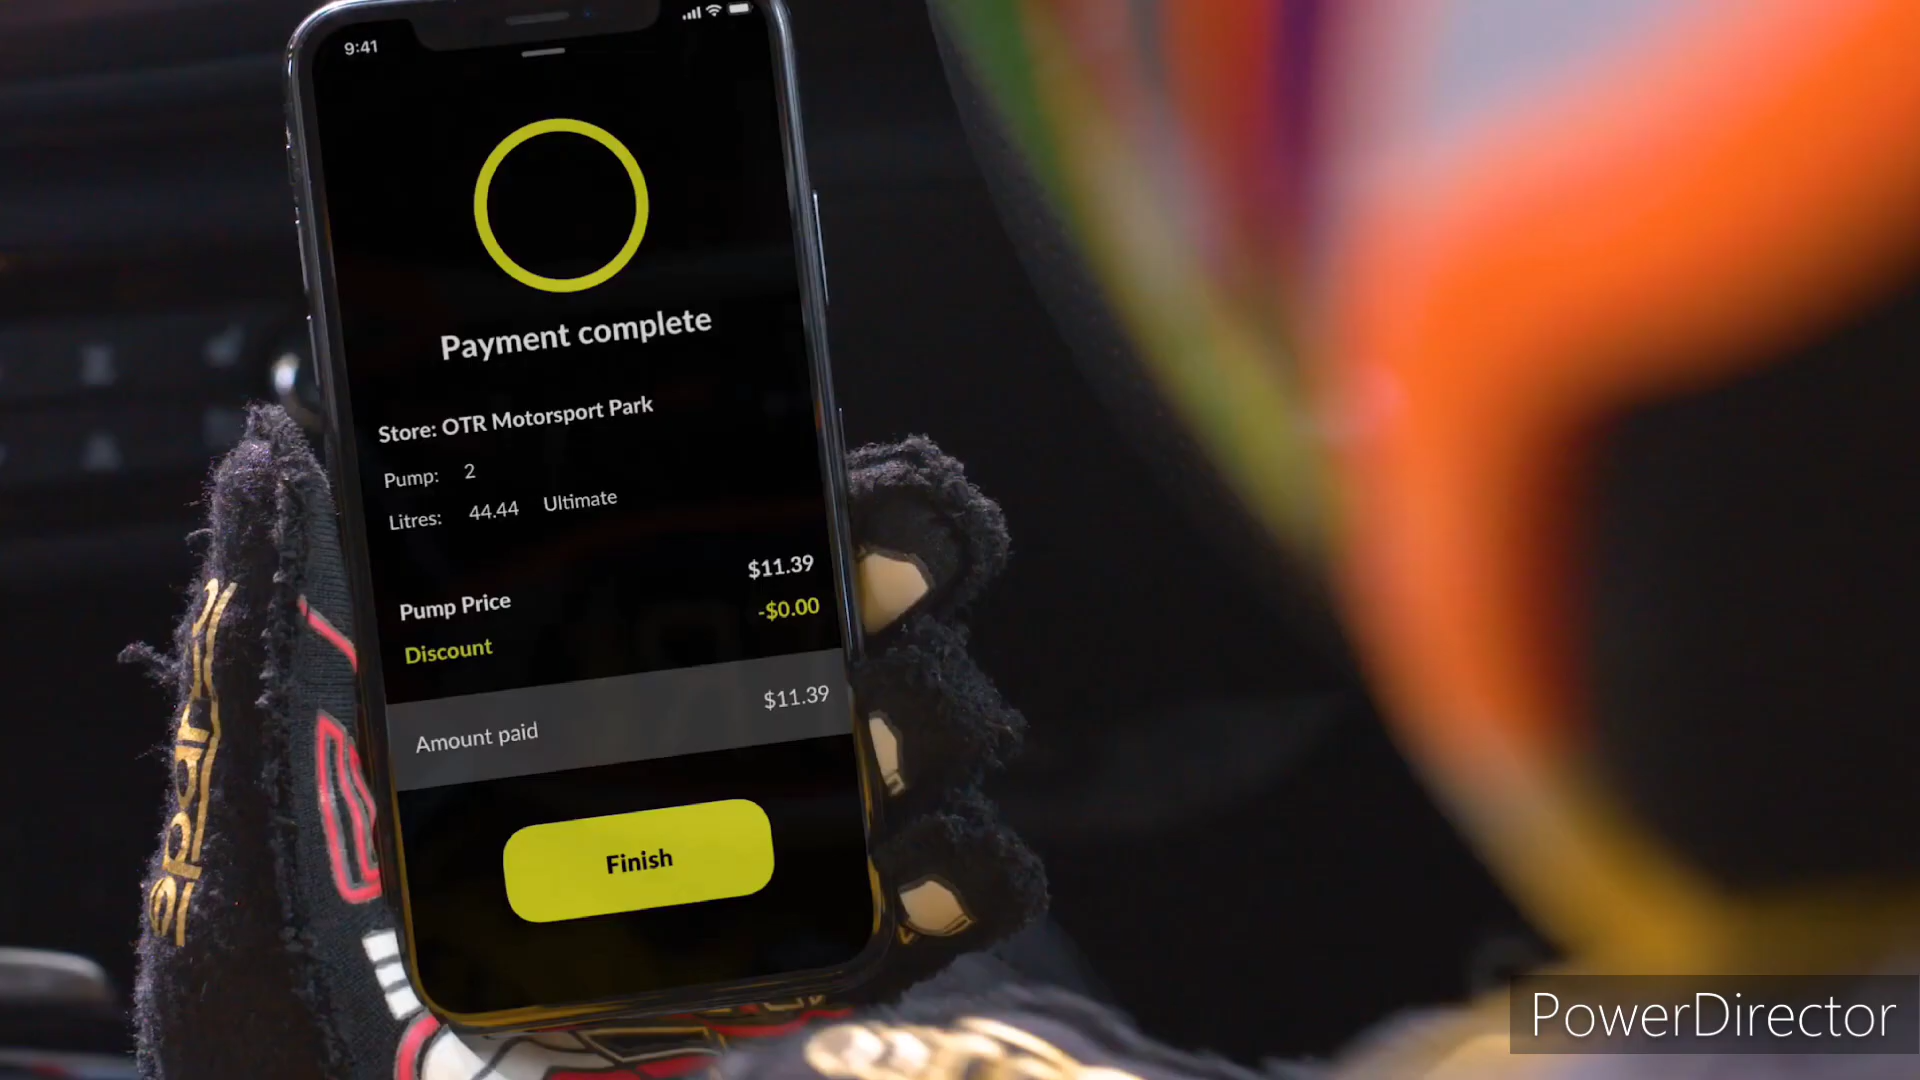 9:41
Payment complete
Store: OTR Motorsport Park
Pump: 2
Litres: 44.44 Ultimate
Pump Price $11.39
Discount -$0.00
Amount paid $11.39
Finish
PowerDirector